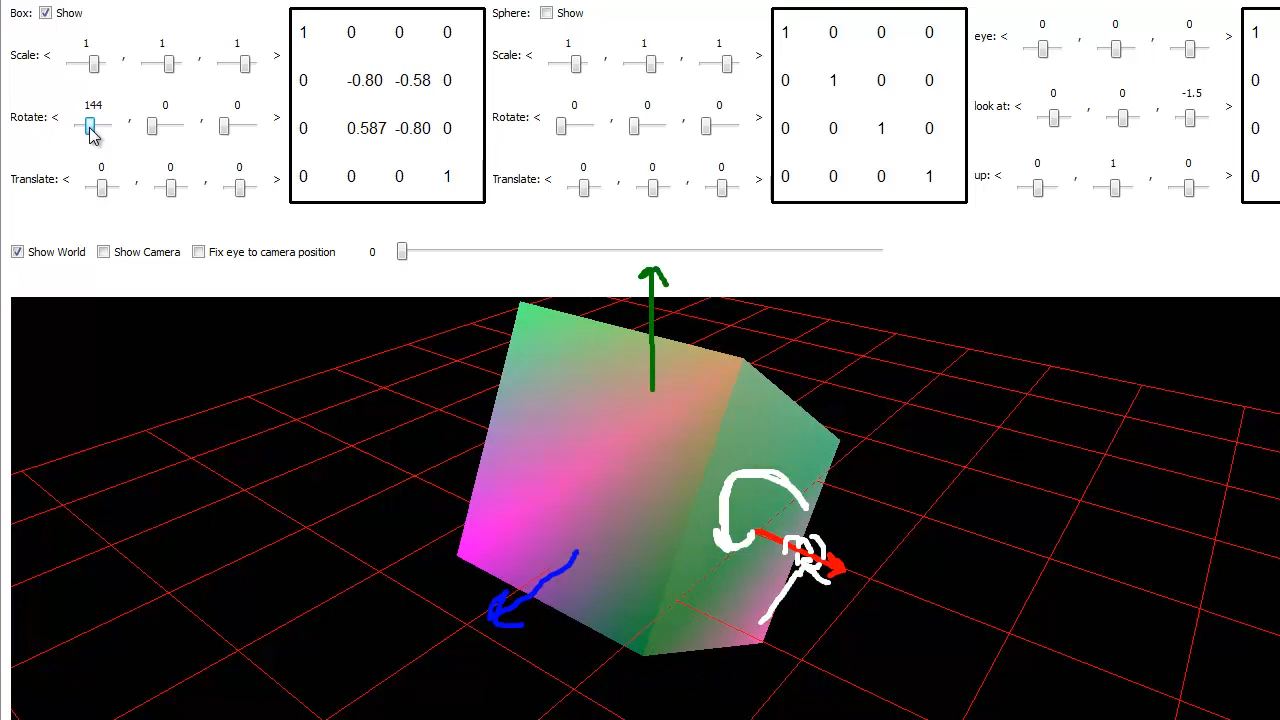 Box: Show
Scale: < 1 , 1 , 1 >
Rotate: < 144 , 0 , 0 >
Translate: < 0 , 0 , 0 >
1 0 0 0
0 -0.80 -0.58 0
0 0.587 -0.80 0
0 0 0 1
Sphere: Show
Scale: < 1 , 1 , 1 >
Rotate: < 0 , 0 , 0 >
Translate: < 0 , 0 , 0 >
1 0 0 0
0 1 0 0
0 0 1 0
0 0 0 1
eye: < 0 , 0 , 0 >
look at: < 0 , 0 , -1.5 >
up: < 0 , 1 , 0 >
1
0
0
0
Show World Show Camera Fix eye to camera position 0